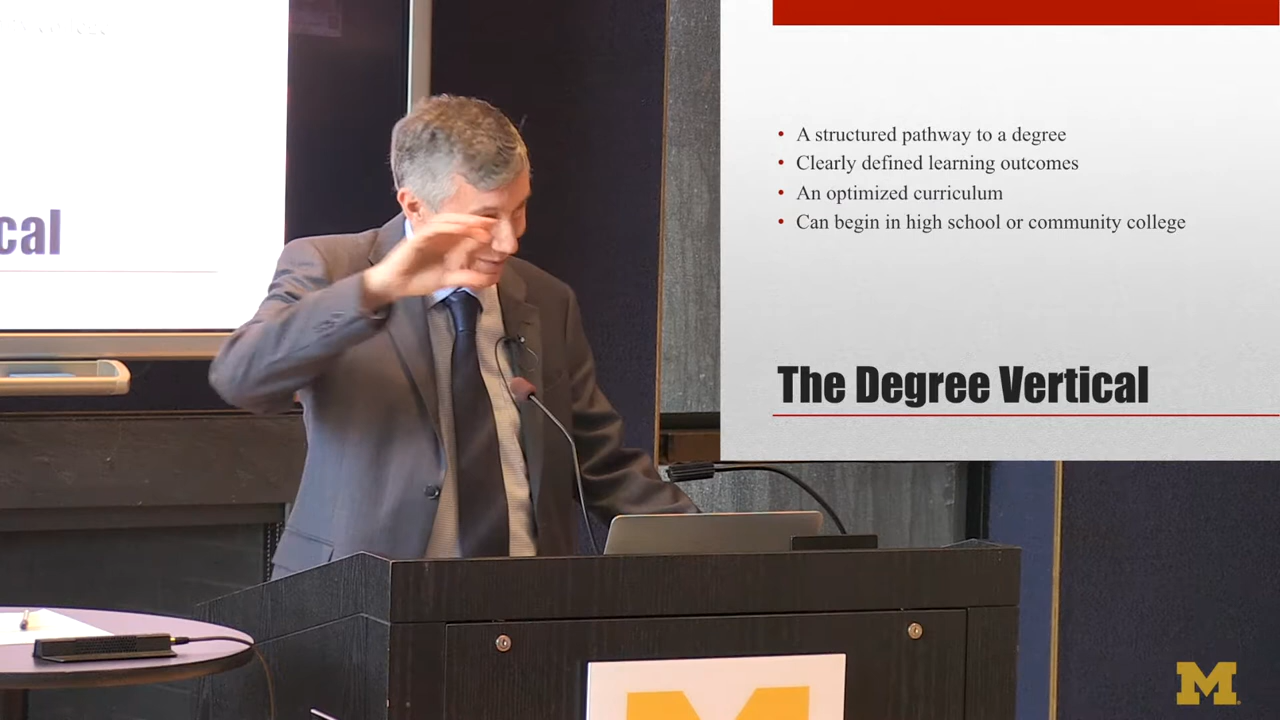 cal
• A structured pathway to a degree
• Clearly defined learning outcomes
• An optimized curriculum
• Can begin in high school or community college
The Degree Vertical
M
M